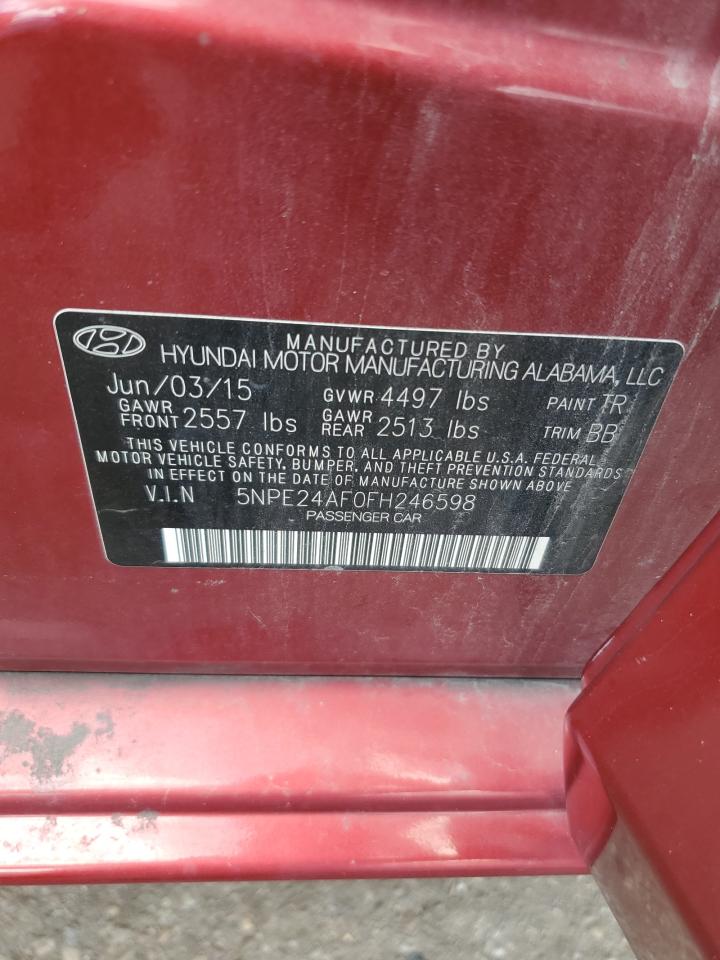 MANUFACTURED BY
HYUNDAI MOTOR MANUFACTURING ALABAMA, LLC
Jun/03/15 GVWR 4497 lbs PAINT TR
GAWR FRONT 2557 lbs GAWR REAR 2513 lbs TRIM BB
THIS VEHICLE CONFORMS TO ALL APPLICABLE U.S.A. FEDERAL
MOTOR VEHICLE SAFETY, BUMPER, AND THEFT PREVENTION STANDARDS
IN EFFECT ON THE DATE OF MANUFACTURE SHOWN ABOVE.
V.I.N 5NPE24AF0FH246598
PASSENGER CAR